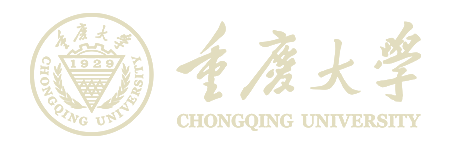 重庆大学
1929
CHONGQING UNIVERSITY
重慶大學
CHONGQING UNIVERSITY